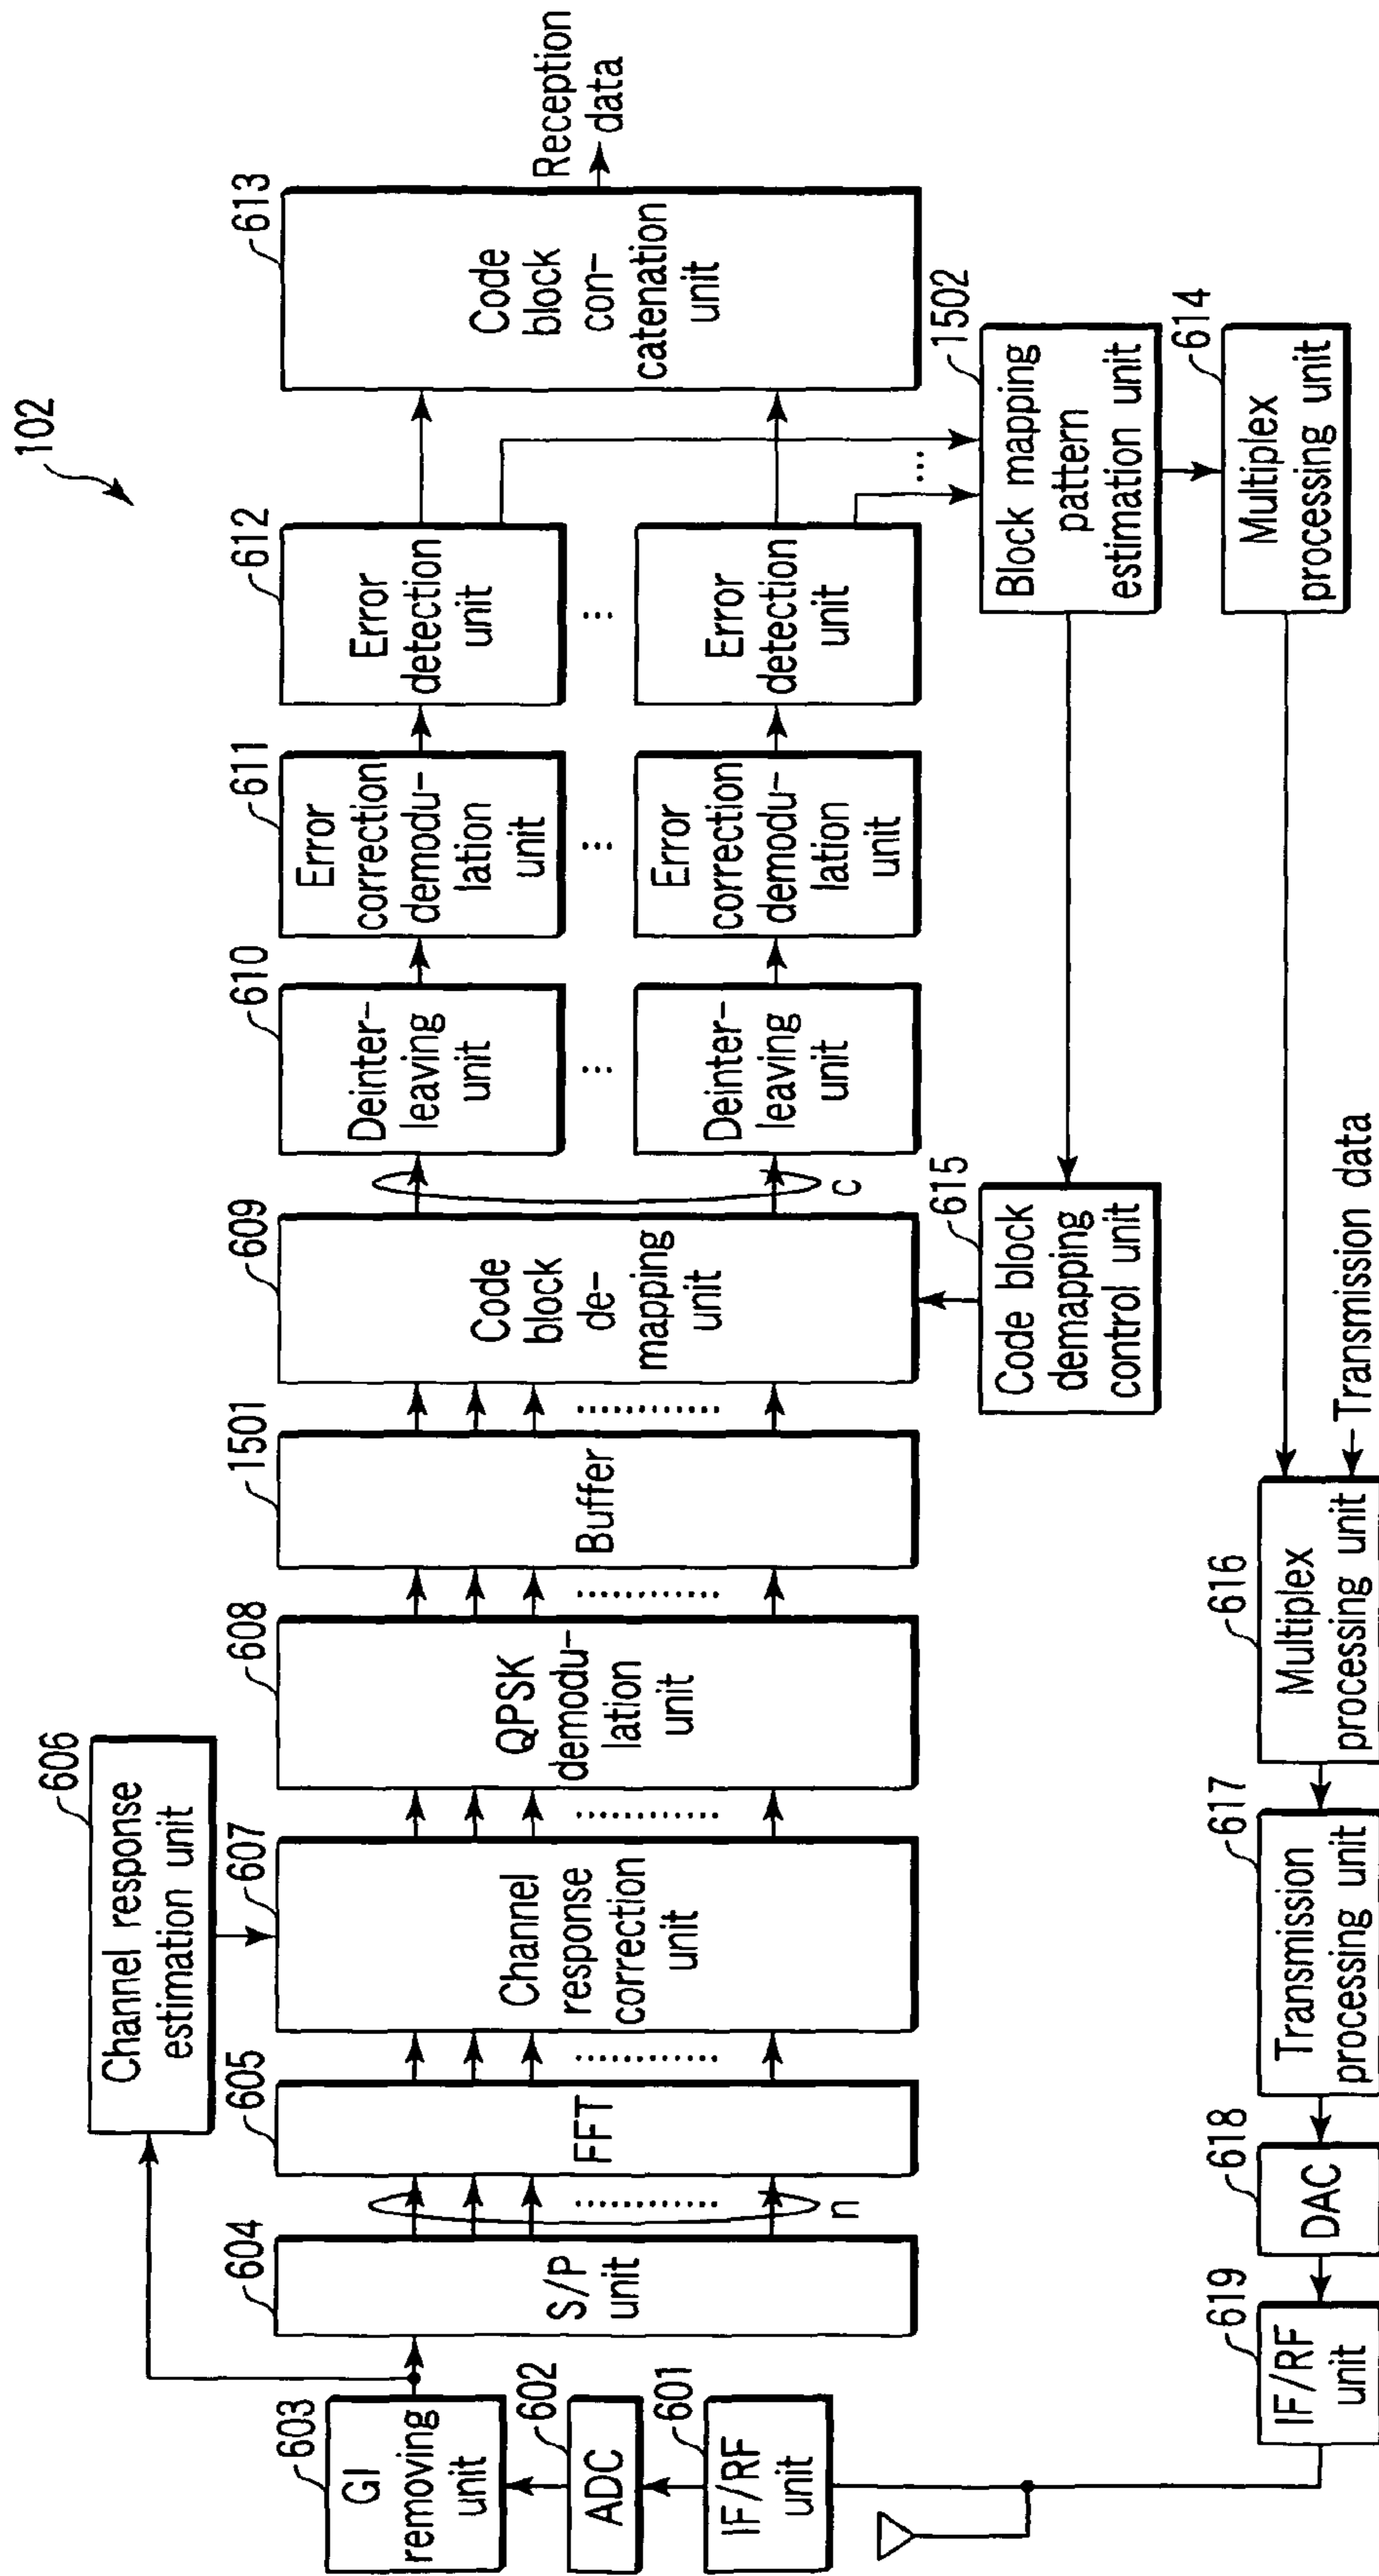 102
606
Channel response
estimation unit
603
GI
removing
unit
602
ADC
601
IF/RF
unit
604
S/P
unit
n
605
FFT
607
Channel
response
correction
unit
608
QPSK
demodu-
lation
unit
1501
Buffer
609
Code
block
de-
mapping
unit
c
610
Deinter-
leaving
unit
Deinter-
leaving
unit
611
Error
correction
demodu-
lation
unit
Error
correction
demodu-
lation
unit
612
Error
detection
unit
Error
detection
unit
613
Code
block
con-
catenation
unit
Reception
data
615
Code block
demapping
control unit
1502
Block mapping
pattern
estimation unit
614
Multiplex
processing unit
Transmission data
616
Multiplex
processing unit
617
Transmission
processing unit
618
DAC
619
IF/RF
unit